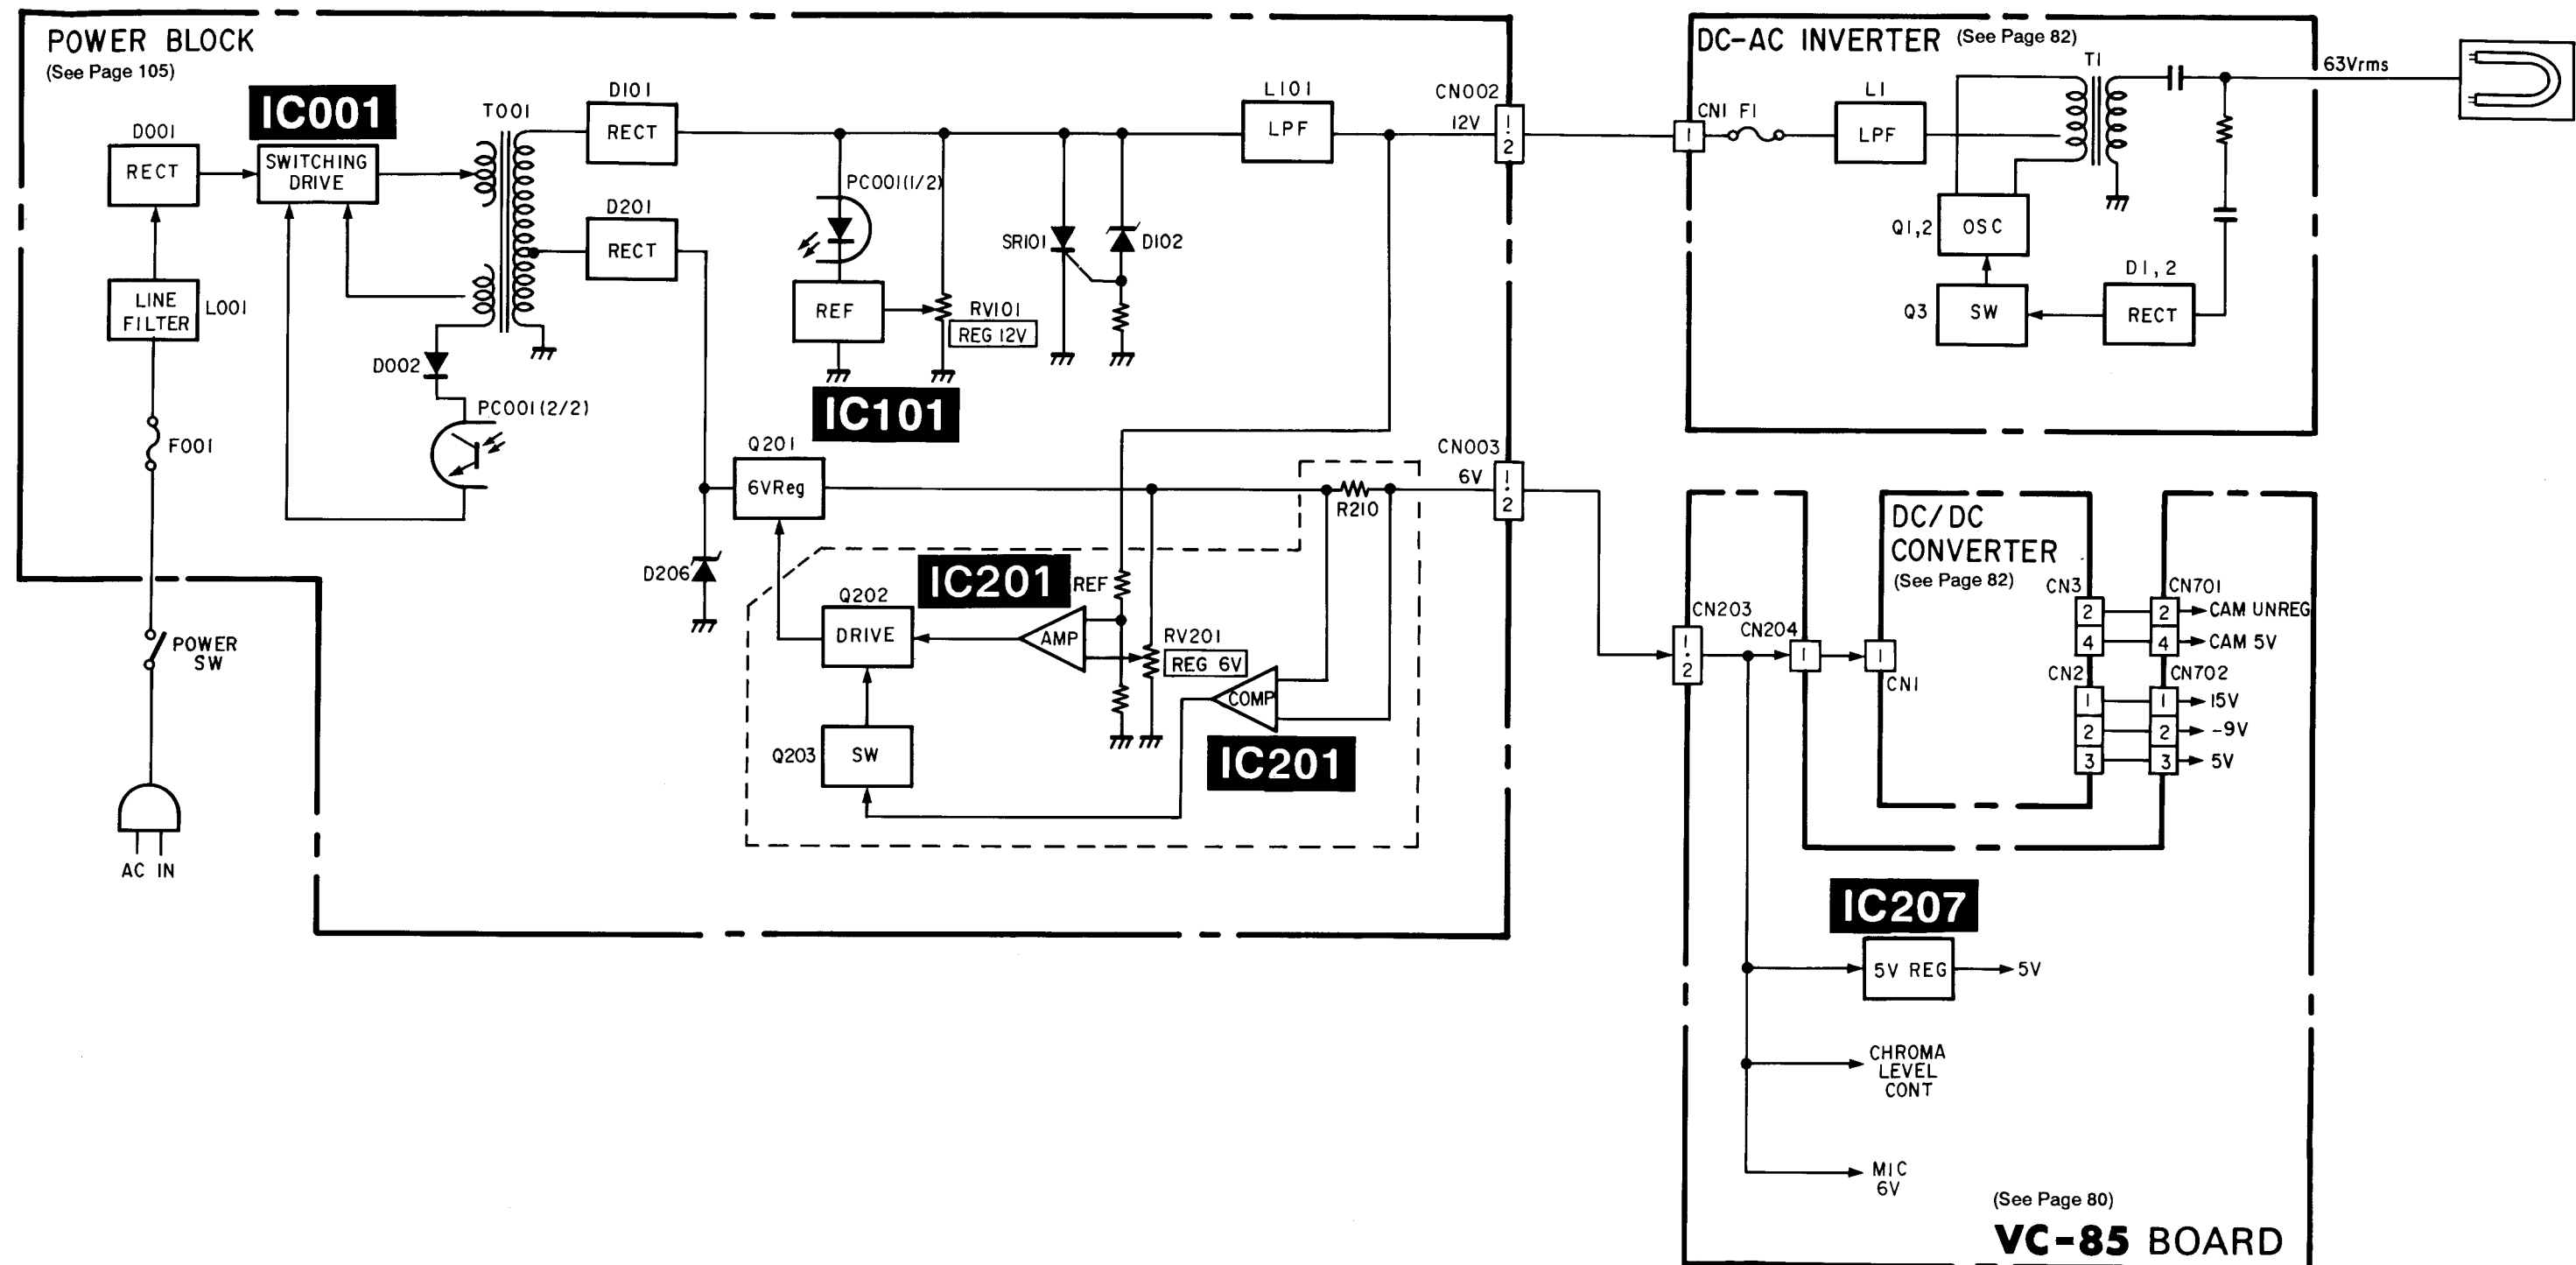 POWER BLOCK
(See Page 105)
IC001
D001
RECT
SWITCHING
DRIVE
T001
D101
RECT
D201
RECT
LINE
FILTER
L001
D002
PC001(2/2)
F001
POWER
SW
AC IN
PC001(1/2)
REF
RV101
REG 12V
IC101
SR101
D102
L101
LPF
CN002
12V
1
2
Q201
6VReg
D206
R210
CN003
6V
1
2
IC201
REF
Q202
DRIVE
AMP
RV201
REG 6V
COMP
Q203
SW
IC201
DC-AC INVERTER (See Page 82)
CN1 F1
1
L1
LPF
T1
63Vrms
Q1,2
OSC
D1,2
Q3
SW
RECT
DC/DC
CONVERTER
(See Page 82)
CN203
1
2
CN204
1
1
CN1
CN3
2
4
CN2
1
2
3
CN701
2
CAM UNREG
4
CAM 5V
CN702
1
15V
2
-9V
3
5V
IC207
5V REG
5V
CHROMA
LEVEL
CONT
MIC
6V
(See Page 80)
VC-85 BOARD